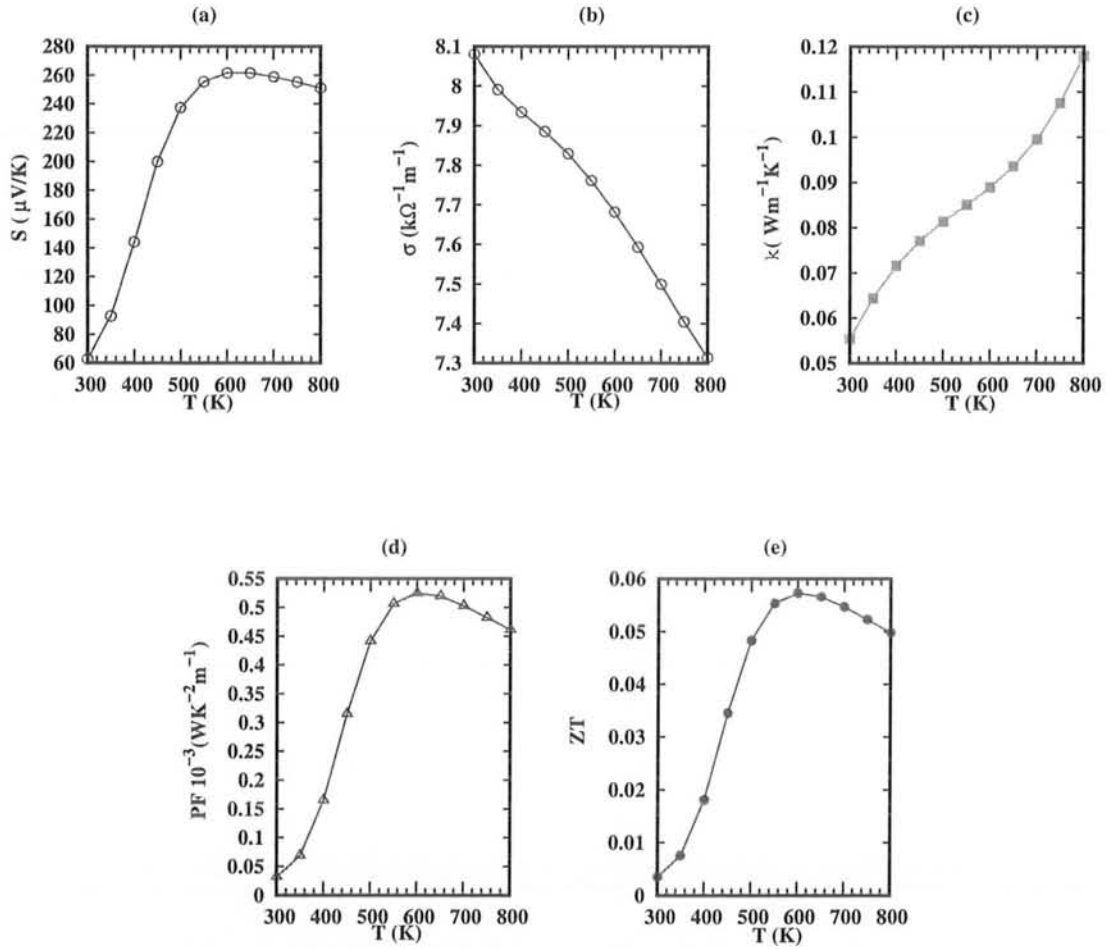 (a)
280
260
240
220
200
180
160
140
120
100
80
60
S ( μV/K)
300 400 500 600 700 800
T (K)
(b)
8.1
8
7.9
7.8
7.7
7.6
7.5
7.4
7.3
σ (kΩ⁻¹m⁻¹)
300 400 500 600 700 800
T (K)
(c)
0.12
0.11
0.1
0.09
0.08
0.07
0.06
0.05
k( Wm⁻¹K⁻¹)
300 400 500 600 700 800
T (K)
(d)
0.55
0.5
0.45
0.4
0.35
0.3
0.25
0.2
0.15
0.1
0.05
0
PF 10⁻³(WK⁻²m⁻¹)
300 400 500 600 700 800
T (K)
(e)
0.06
0.05
0.04
0.03
0.02
0.01
0
ZT
300 400 500 600 700 800
T (K)